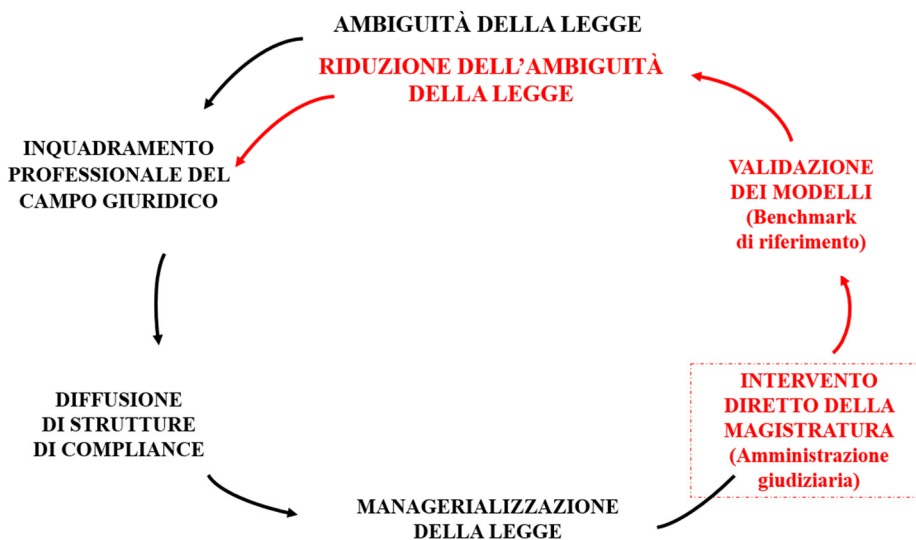 AMBIGUITÀ DELLA LEGGE
RIDUZIONE DELL'AMBIGUITÀ
DELLA LEGGE
INQUADRAMENTO
PROFESSIONALE DEL
CAMPO GIURIDICO
VALIDAZIONE
DEI MODELLI
(Benchmark
di riferimento)
DIFFUSIONE
DI STRUTTURE
DI COMPLIANCE
INTERVENTO
DIRETTO DELLA
MAGISTRATURA
(Amministrazione
giudiziaria)
MANAGERIALIZZAZIONE
DELLA LEGGE